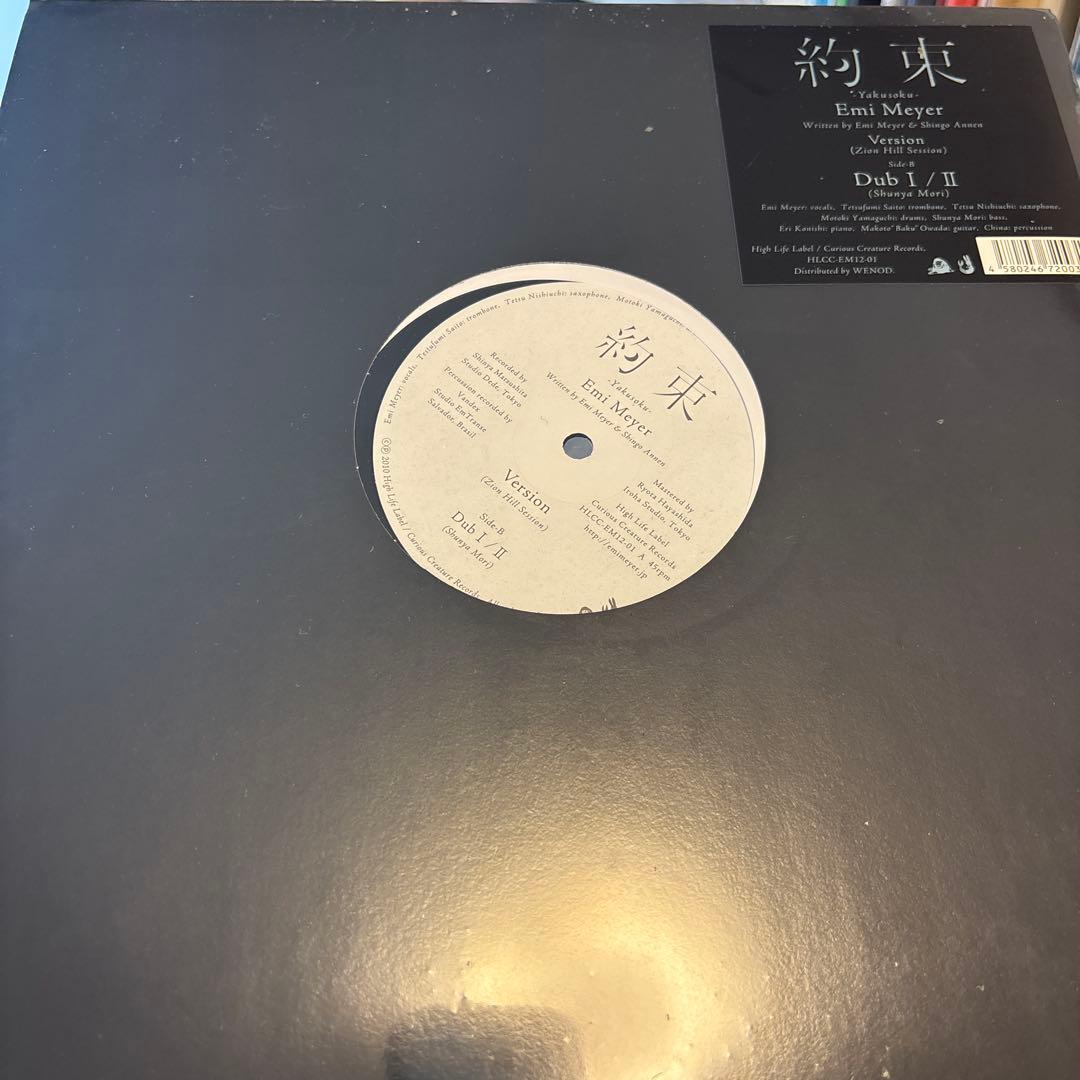 約束
-Yakusoku-
Emi Meyer
Written by Emi Meyer & Shingo Annen
Version
(Zion Hill Session)
Side-B
Dub I / II
(Shunya Mori)
Emi Meyer: vocals, Tetsufumi Saito: trombone, Tetsu Nishiuchi: saxophone,
Motoki Yamaguchi: drums, Shunya Mori: bass,
Eri Konishi: piano, Makoto"Baku"Owada: guitar, China: percussion
High Life Label / Curious Creature Records.
HLCC-EM12-01
Distributed by WENOD.
4 580246 72003
Emi Meyer: vocals, Tetsufumi Saito: trombone, Tetsu Nishiuchi: saxophone, Motoki
約束
-Yakusoku-
Emi Meyer
Written by Emi Meyer & Shingo Annen
Recorded by
Shinya Matsushita
Studio Dede, Tokyo
Percussion recorded by
Vandex
Studio EmTranse
Salvador, Brasil
Mastered by
Ryota Hayashida
Iroha Studio, Tokyo
High Life Label
Curious Creature Records
HLCC-EM12-01 A 45rpm
http://emimeyer.jp
Version
(Zion Hill Session)
Side-B
Dub I / II
(Shunya Mori)
©℗2010 High Life Label / Curious Creature Records.